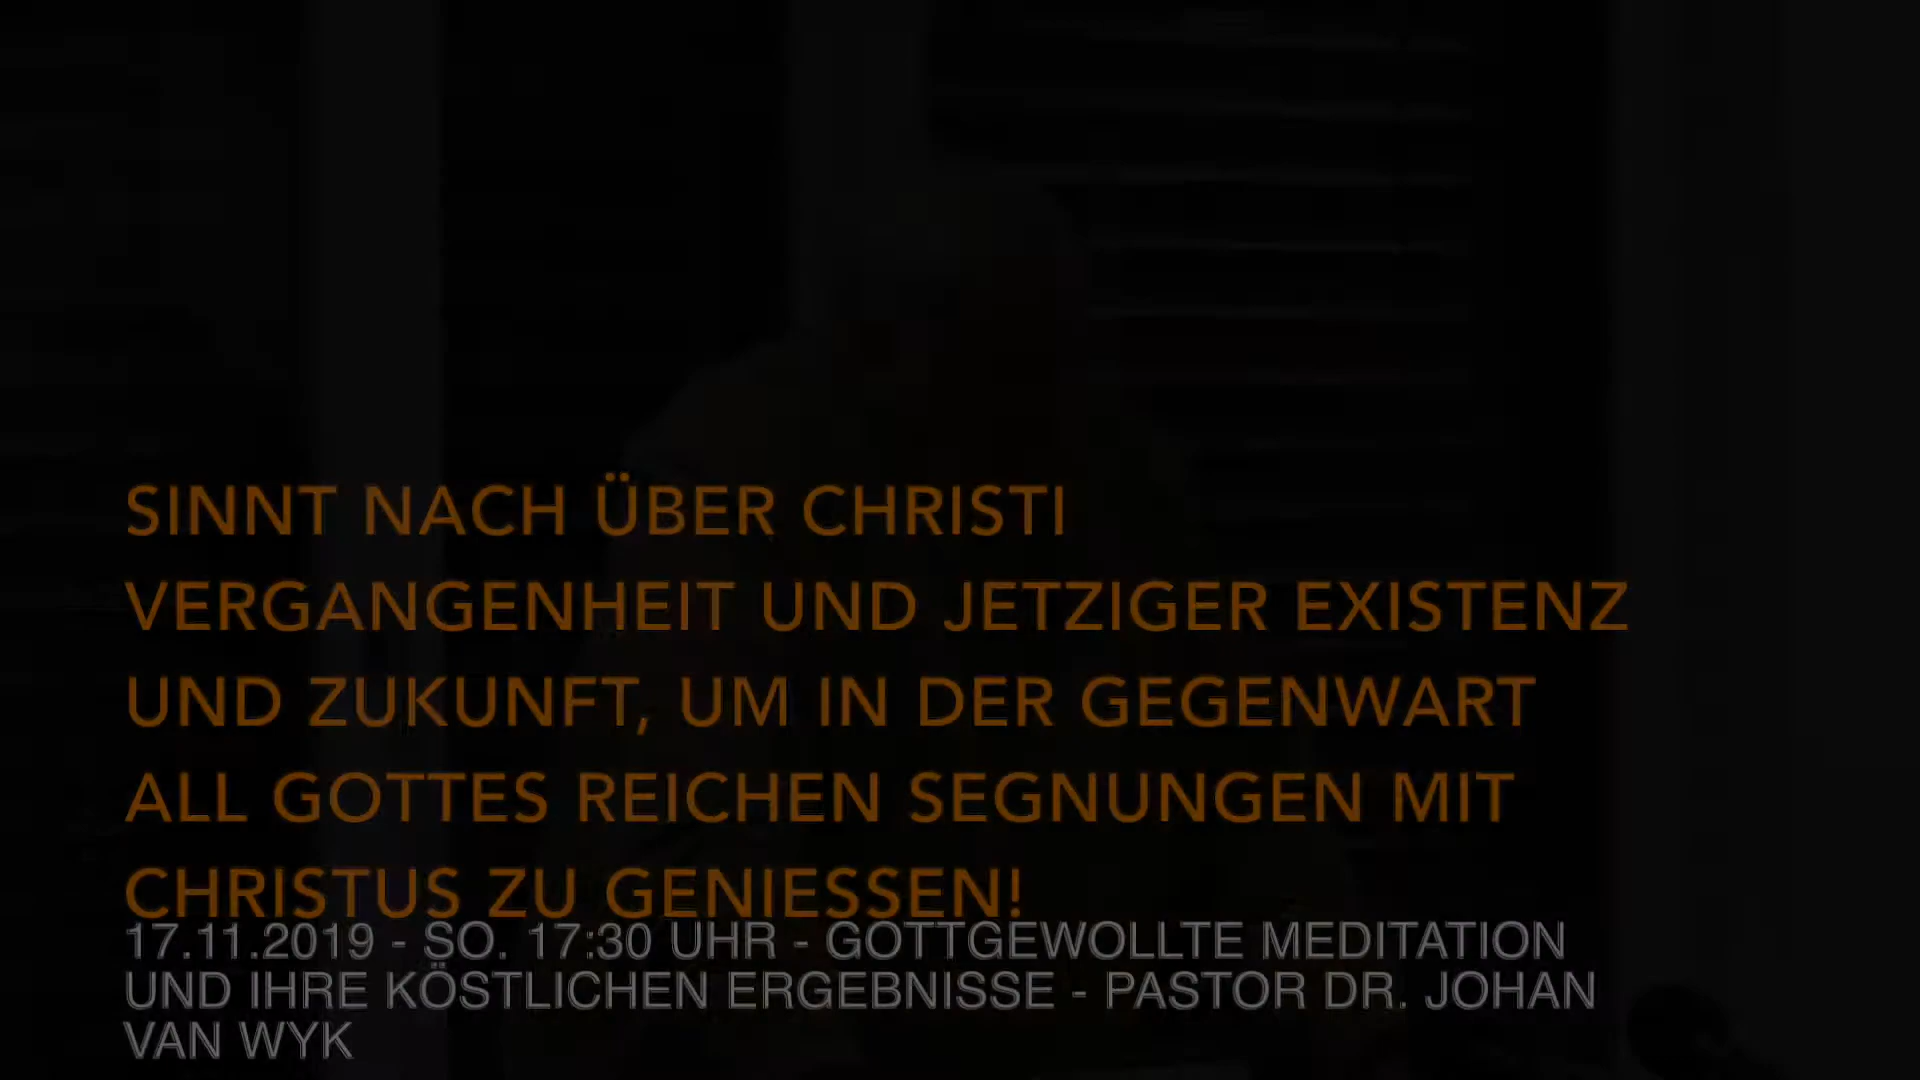 SINNT NACH ÜBER CHRISTI
VERGANGENHEIT UND JETZIGER EXISTENZ
UND ZUKUNFT, UM IN DER GEGENWART
ALL GOTTES REICHEN SEGNUNGEN MIT
CHRISTUS ZU GENIESSEN!
17.11.2019 - SO. 17:30 UHR - GOTTGEWOLLTE MEDITATION
UND IHRE KÖSTLICHEN ERGEBNISSE - PASTOR DR. JOHAN
VAN WYK